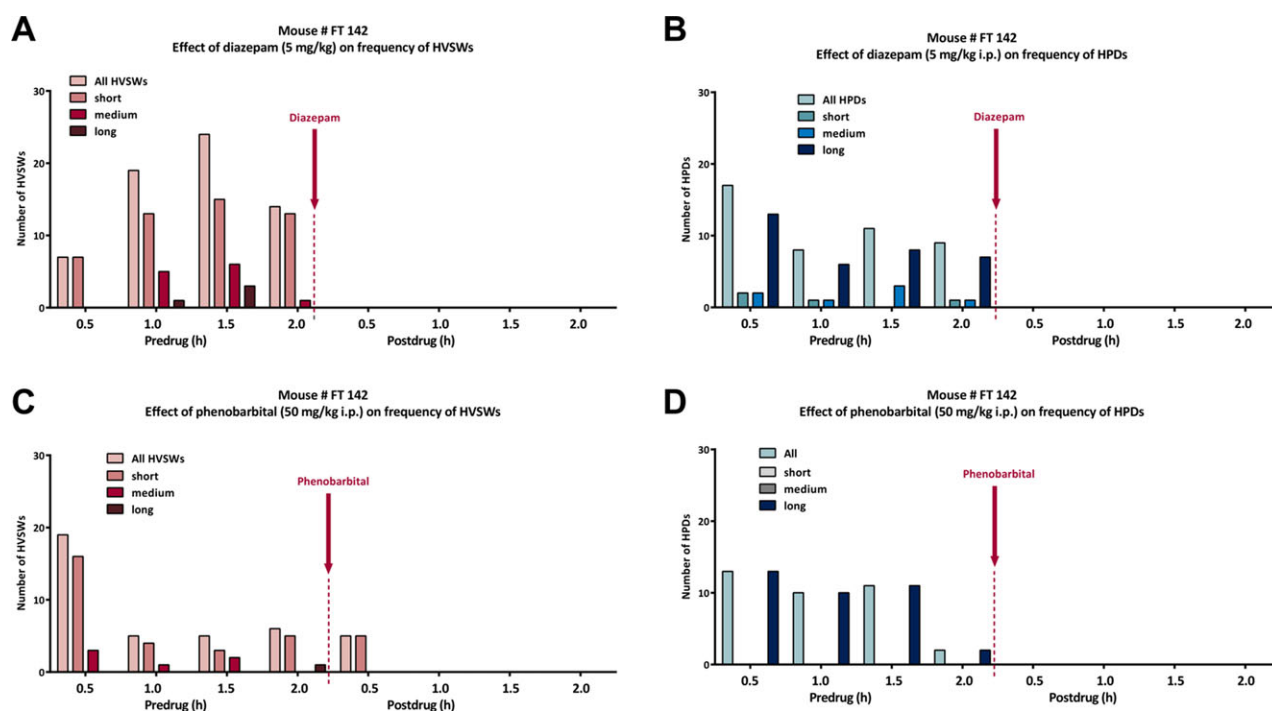 A
Mouse # FT 142
Effect of diazepam (5 mg/kg) on frequency of HVSWs
All HVSWs
short
medium
long
Diazepam
Number of HVSWs
30
20
10
0
0.5 1.0 1.5 2.0 0.5 1.0 1.5 2.0
Predrug (h) Postdrug (h)
B
Mouse # FT 142
Effect of diazepam (5 mg/kg i.p.) on frequency of HPDs
All HPDs
short
medium
long
Diazepam
Number of HPDs
30
20
10
0
0.5 1.0 1.5 2.0 0.5 1.0 1.5 2.0
Predrug (h) Postdrug (h)
C
Mouse # FT 142
Effect of phenobarbital (50 mg/kg i.p.) on frequency of HVSWs
All HVSWs
short
medium
long
Phenobarbital
Number of HVSWs
30
20
10
0
0.5 1.0 1.5 2.0 0.5 1.0 1.5 2.0
Predrug (h) Postdrug (h)
D
Mouse # FT 142
Effect of phenobarbital (50 mg/kg i.p.) on frequency of HPDs
All
short
medium
long
Phenobarbital
Number of HPDs
30
20
10
0
0.5 1.0 1.5 2.0 0.5 1.0 1.5 2.0
Predrug (h) Postdrug (h)